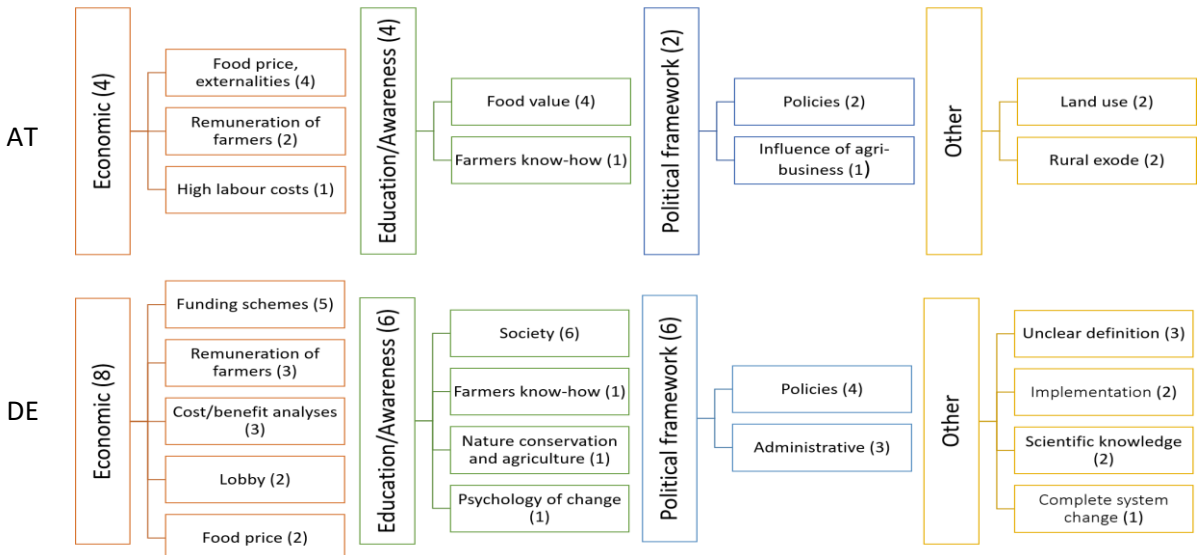 AT
Economic (4)
Food price,
externalities (4)
Remuneration of
farmers (2)
High labour costs (1)
Education/Awareness (4)
Food value (4)
Farmers know-how (1)
Political framework (2)
Policies (2)
Influence of agri-
business (1)
Other
Land use (2)
Rural exode (2)
DE
Economic (8)
Funding schemes (5)
Remuneration of
farmers (3)
Cost/benefit analyses
(3)
Lobby (2)
Food price (2)
Education/Awareness (6)
Society (6)
Farmers know-how (1)
Nature conservation
and agriculture (1)
Psychology of change
(1)
Political framework (6)
Policies (4)
Administrative (3)
Other
Unclear definition (3)
Implementation (2)
Scientific knowledge
(2)
Complete system
change (1)